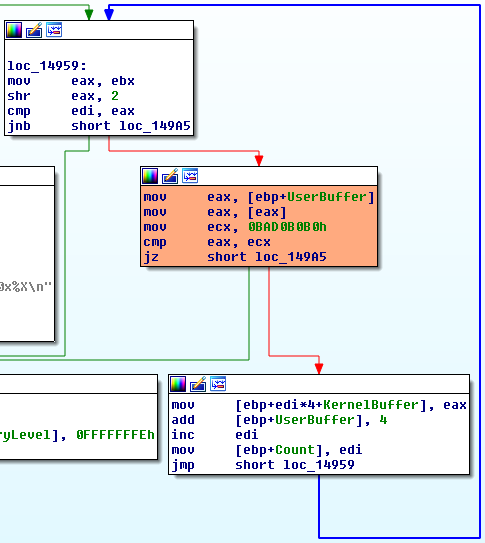 loc_14959:
mov eax, ebx
shr eax, 2
cmp edi, eax
jnb short loc_149A5
mov eax, [ebp+UserBuffer]
mov eax, [eax]
mov ecx, 0BAD0B0B0h
cmp eax, ecx
jz short loc_149A5
0x%X\n"
mov [ebp+edi*4+KernelBuffer], eax
add [ebp+UserBuffer], 4
inc edi
mov [ebp+Count], edi
jmp short loc_14959
ryLevel], 0FFFFFFFEh